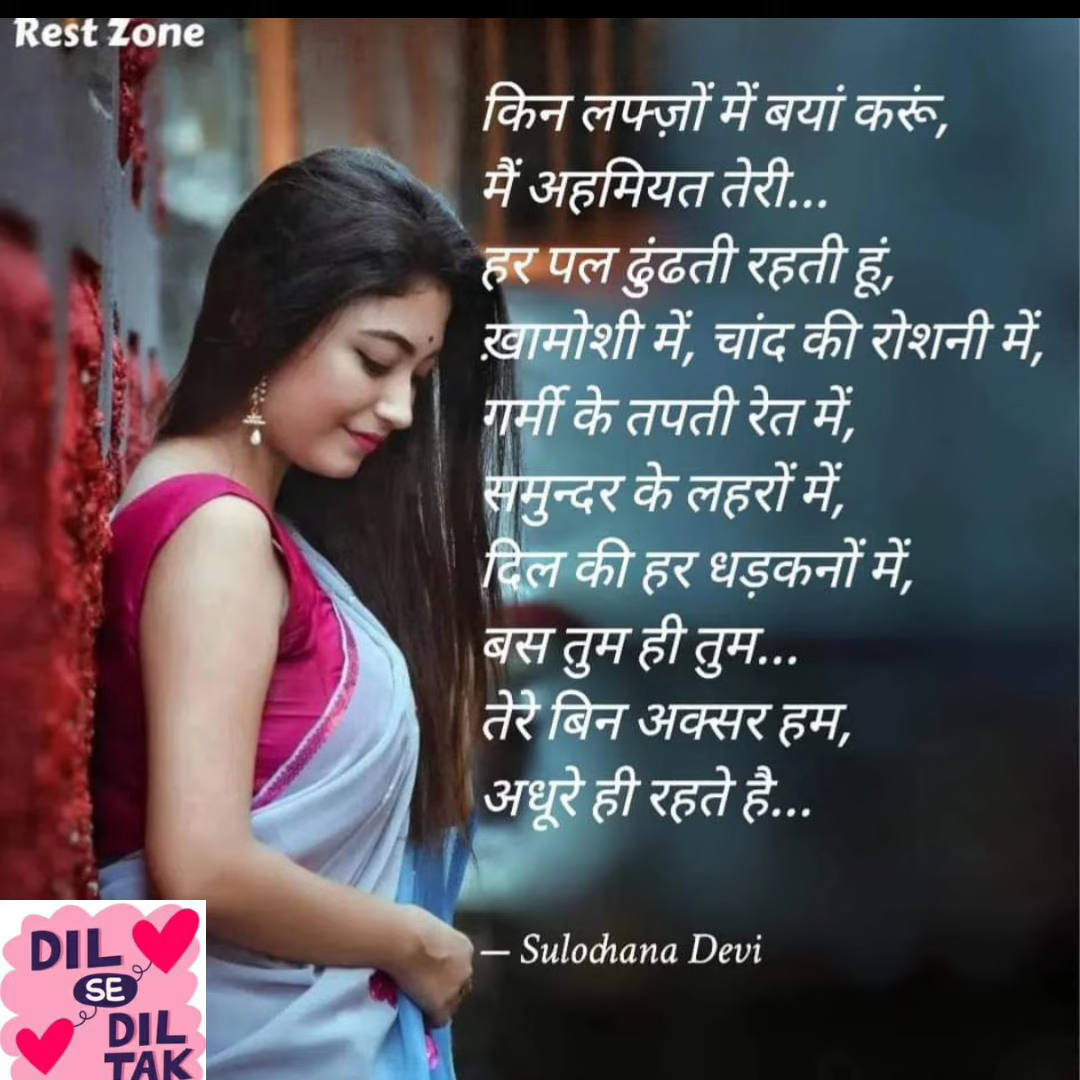 Rest Zone
किन लफ्ज़ों में बयां करूं,
मैं अहमियत तेरी...
हर पल ढुंढती रहती हूं,
ख़ामोशी में, चांद की रोशनी में,
गर्मी के तपती रेत में,
समुन्दर के लहरों में,
दिल की हर धड़कनों में,
बस तुम ही तुम...
तेरे बिन अक्सर हम,
अधूरे ही रहते है...
— Sulochana Devi
DIL
SE
DIL
TAK